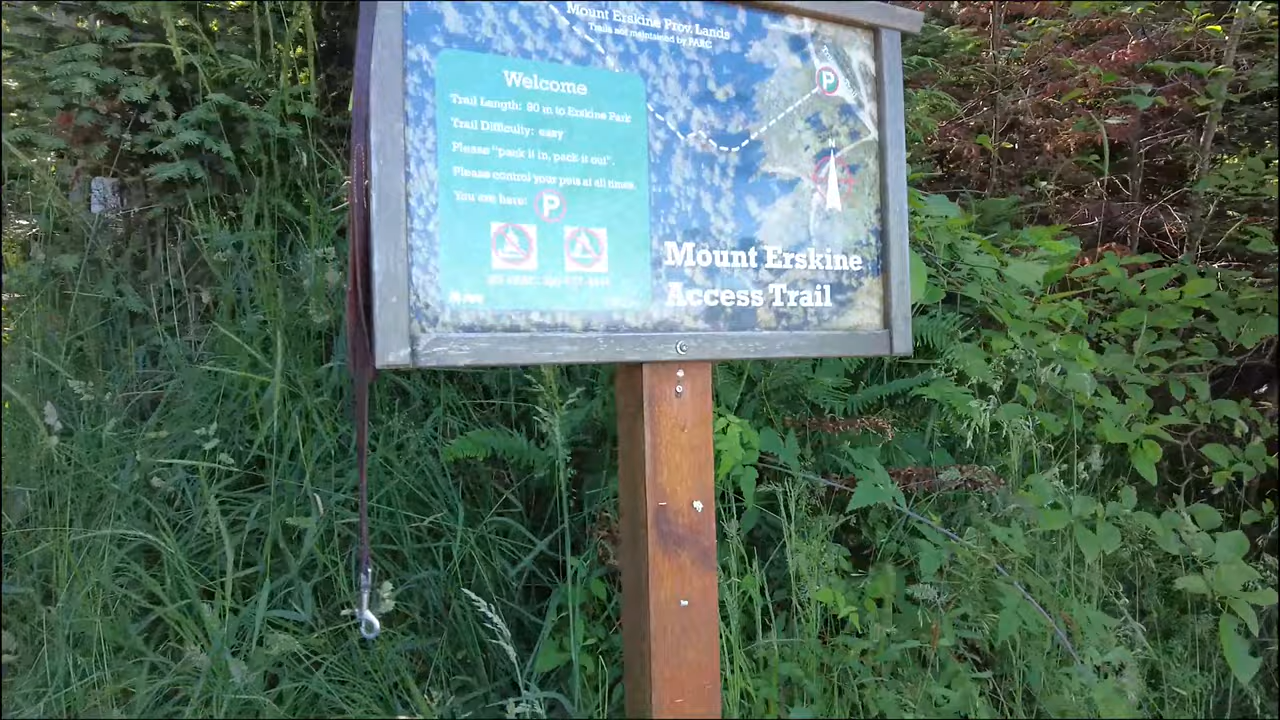 Mount Erskine Prov. Lands
Trails not maintained by PARC
Welcome
Trail Length: 90 m to Erskine Park
Trail Difficulty: easy
Please "pack it in, pack it out".
Please control your pets at all times.
You are here: P
P
N
Mount Erskine
Access Trail